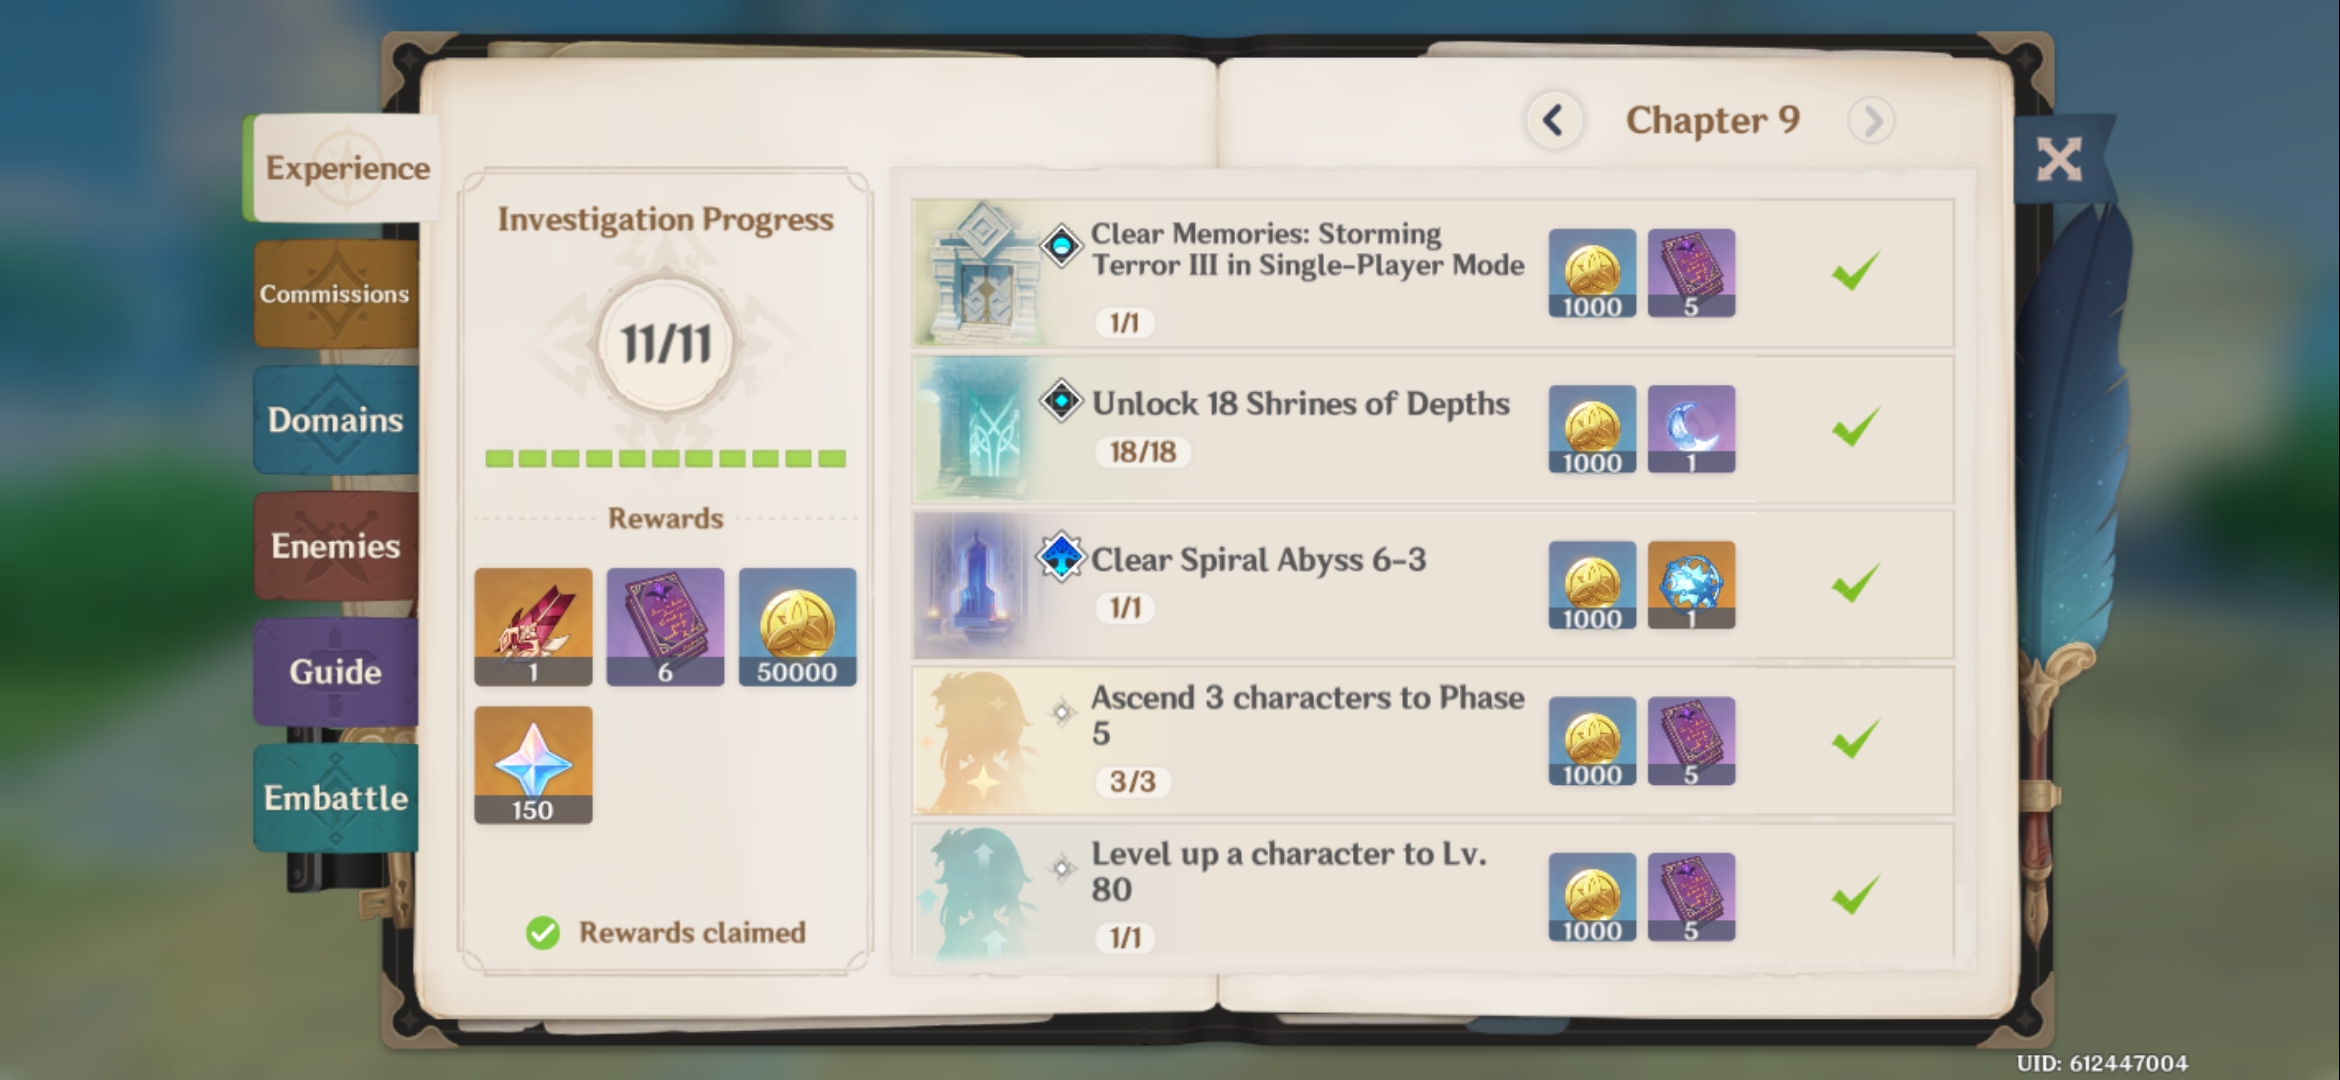 Experience
Commissions
Domains
Enemies
Guide
Embattle
Investigation Progress
11/11
Rewards
1
6
50000
150
Rewards claimed
Chapter 9
Clear Memories: Storming
Terror III in Single-Player Mode
1/1
1000
5
Unlock 18 Shrines of Depths
18/18
1000
1
Clear Spiral Abyss 6-3
1/1
1000
1
Ascend 3 characters to Phase
5
3/3
1000
5
Level up a character to Lv.
80
1/1
1000
5
UID: 612447004